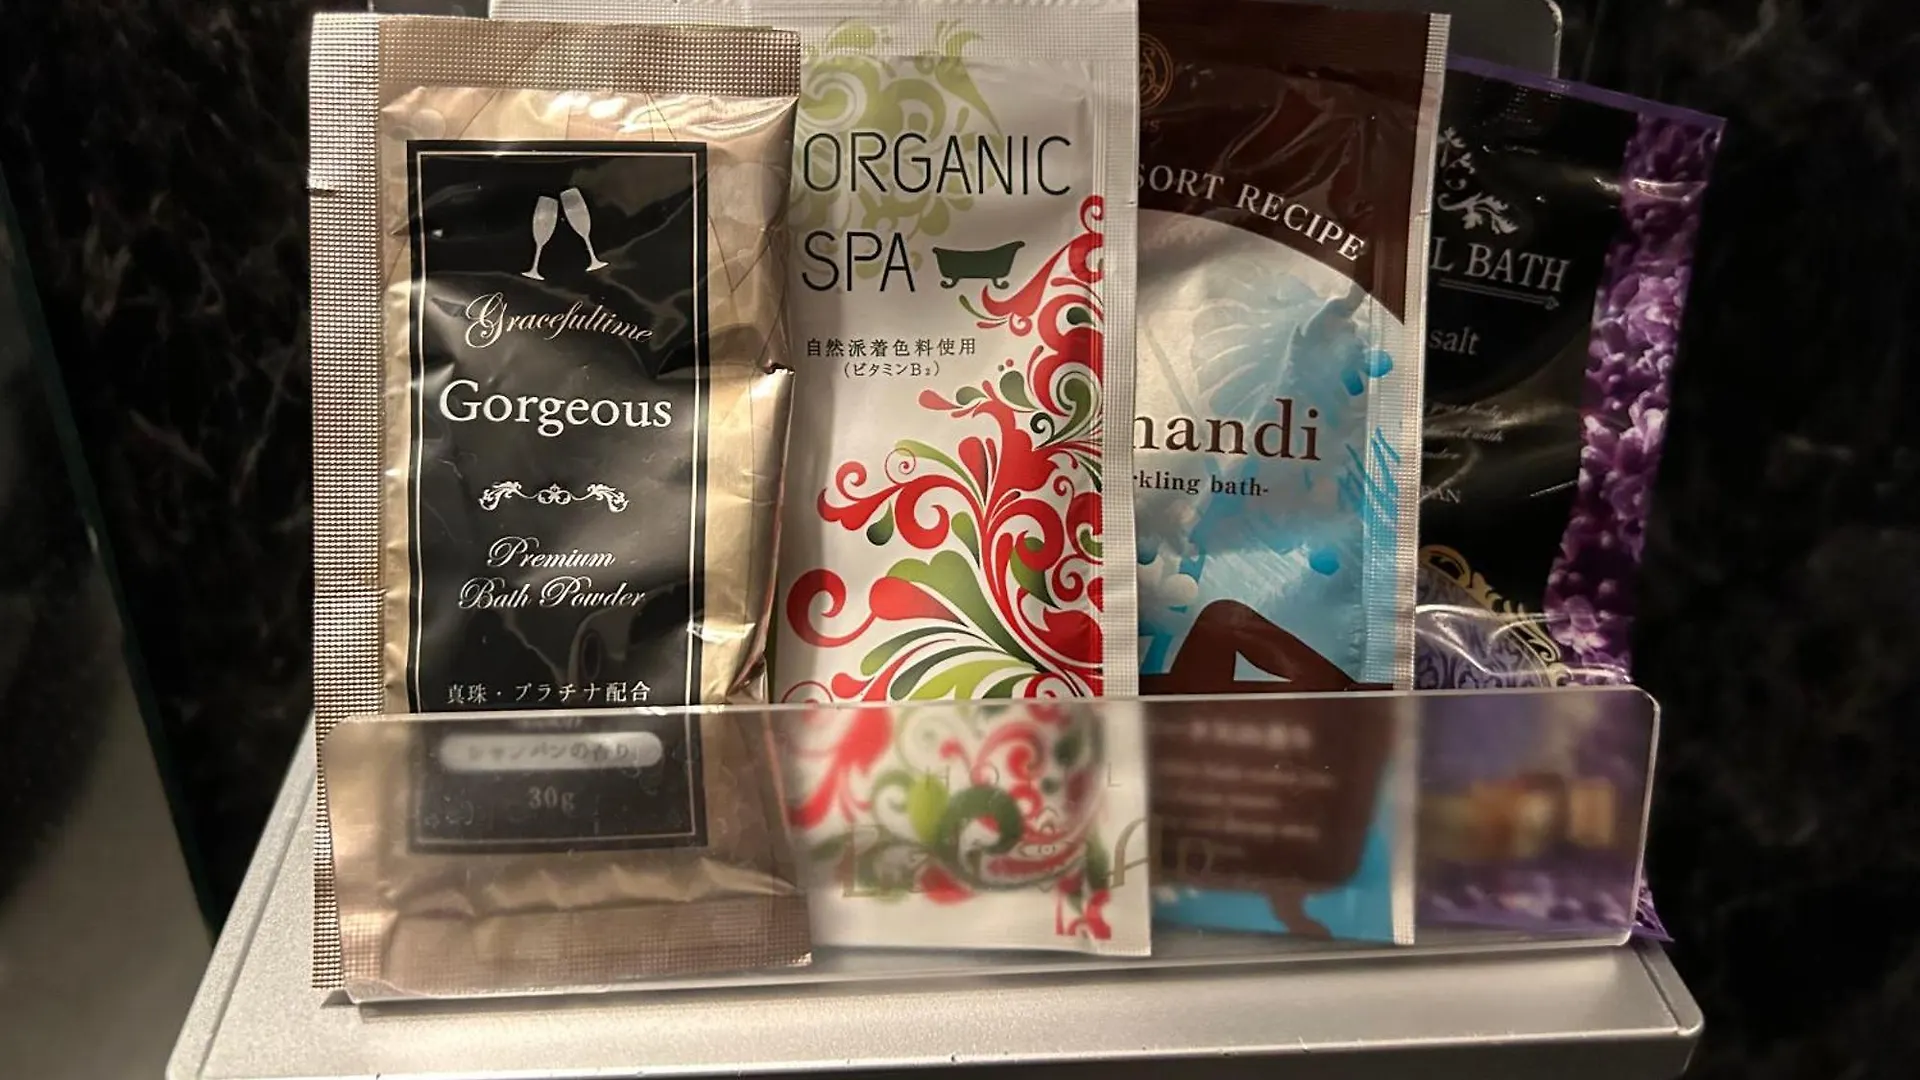 Gracefultime
Gorgeous
Premium
Bath Powder
真珠・プラチナ配合
シャンパンの香り
30g
ORGANIC
SPA
自然派着色料使用
(ビタミンB₂)
SORT RECIPE
andi
kling bath-
L BATH
salt